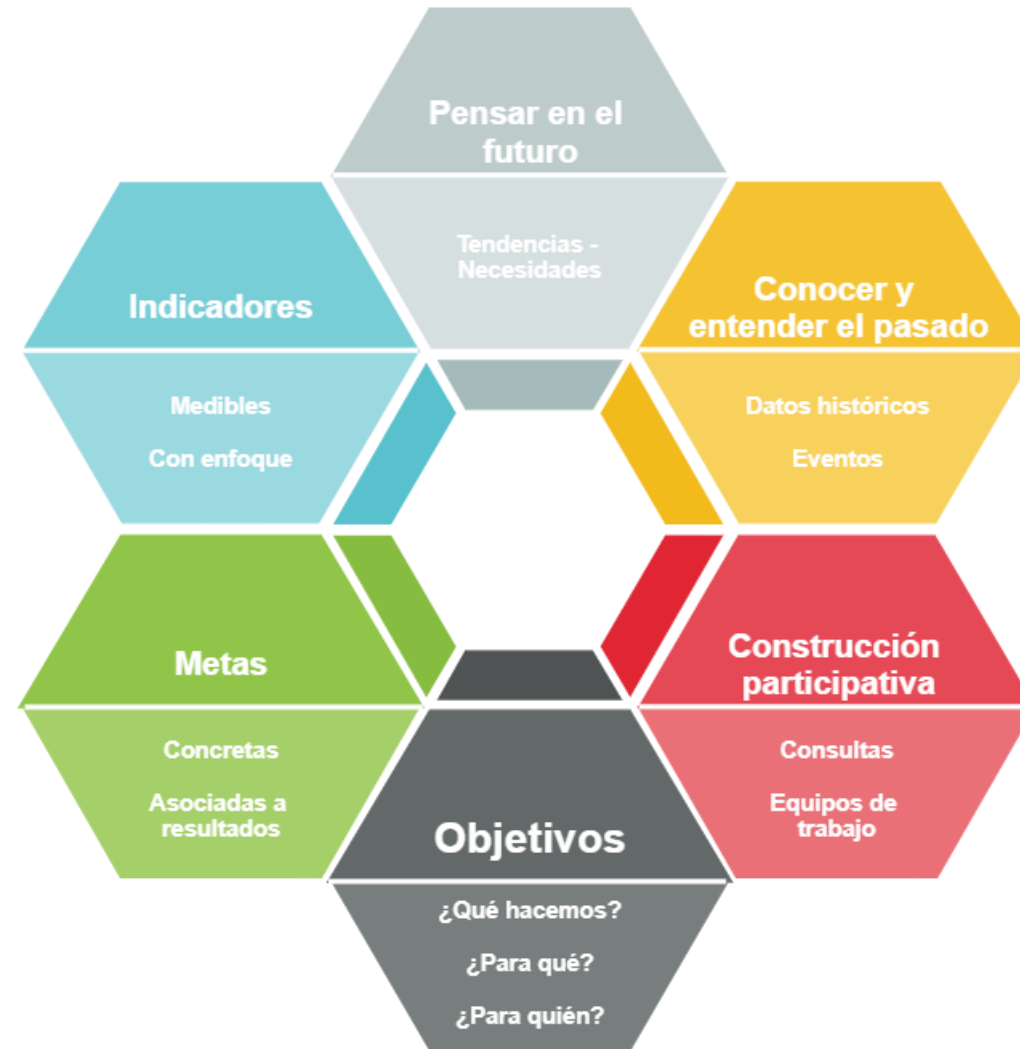 Pensar en el
futuro
Tendencias -
Necesidades
Conocer y
entender el pasado
Datos históricos
Eventos
Construcción
participativa
Consultas
Equipos de
trabajo
Objetivos
¿Qué hacemos?
¿Para qué?
¿Para quién?
Metas
Concretas
Asociadas a
resultados
Indicadores
Medibles
Con enfoque